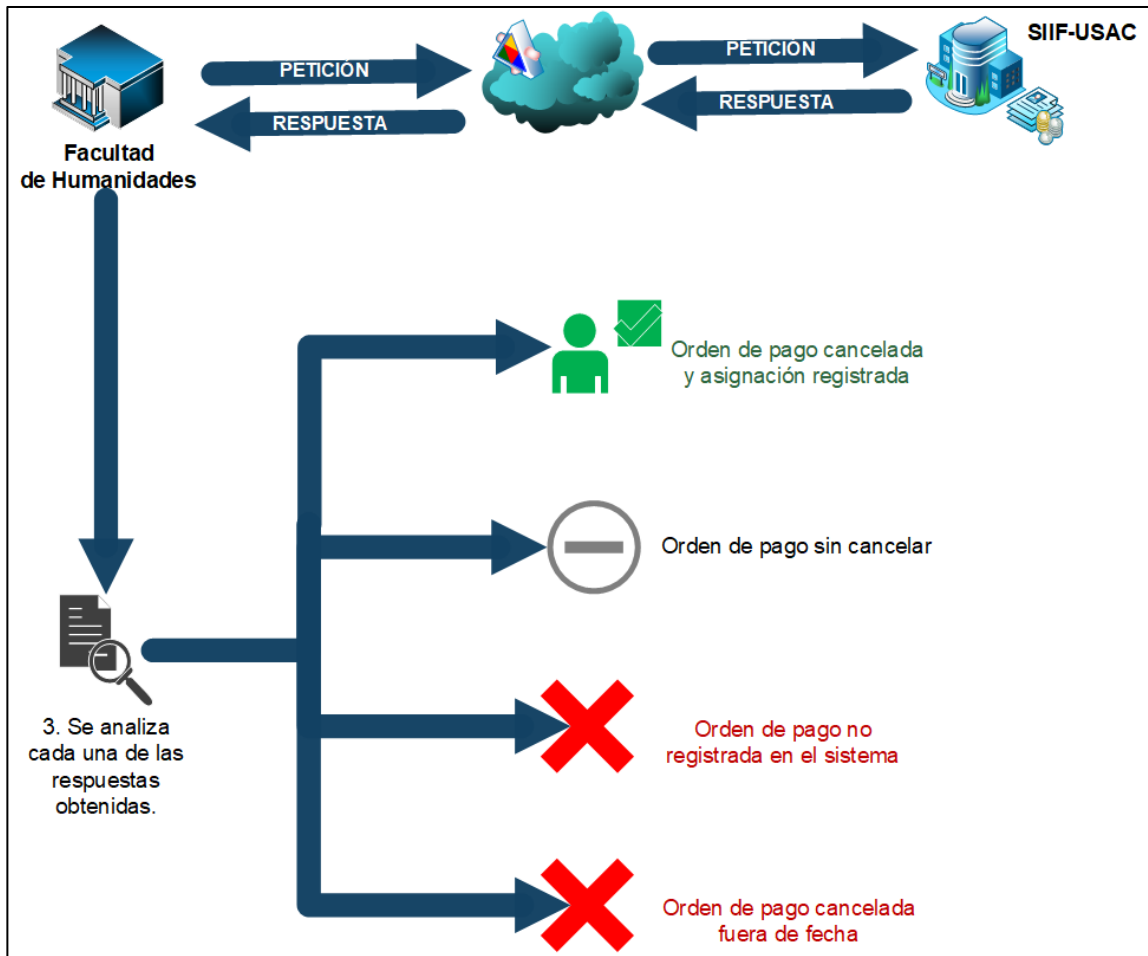 SIIF-USAC
PETICIÓN
PETICIÓN
RESPUESTA
RESPUESTA
Facultad
de Humanidades
Orden de pago cancelada
y asignación registrada
Orden de pago sin cancelar
3. Se analiza
cada una de las
respuestas
obtenidas.
Orden de pago no
registrada en el sistema
Orden de pago cancelada
fuera de fecha